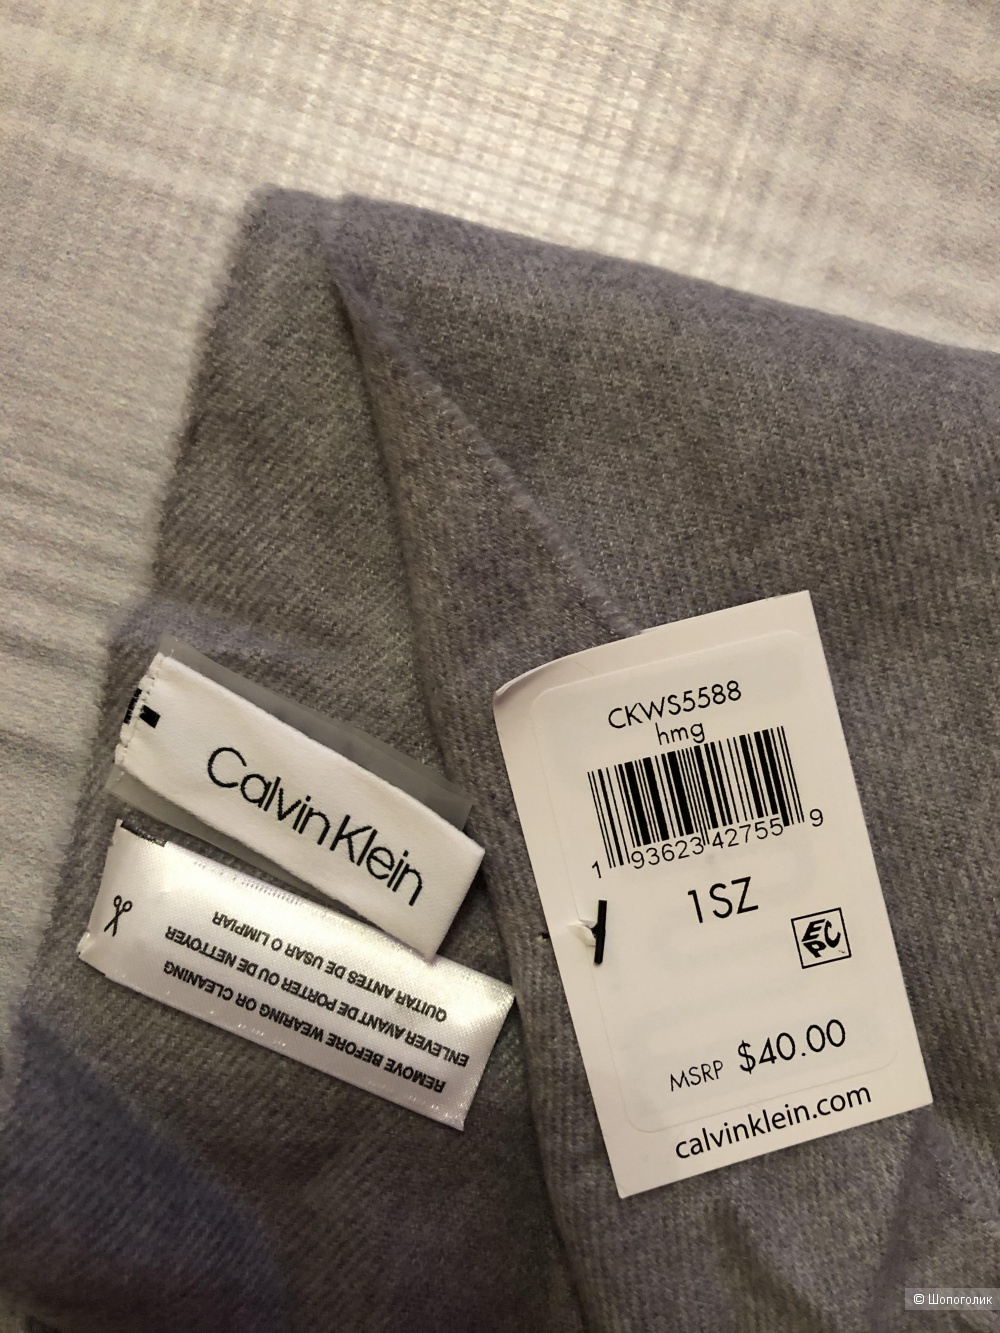 CKWS5588
hmg
1 93623 42755 9
1SZ
EPC
MSRP $40.00
calvinklein.com
Calvin Klein
REMOVE BEFORE WEARING OR CLEANING
ENLEVER AVANT DE PORTER OU DE NETTOYER
QUITAR ANTES DE USAR O LIMPIAR
© Шопоголик